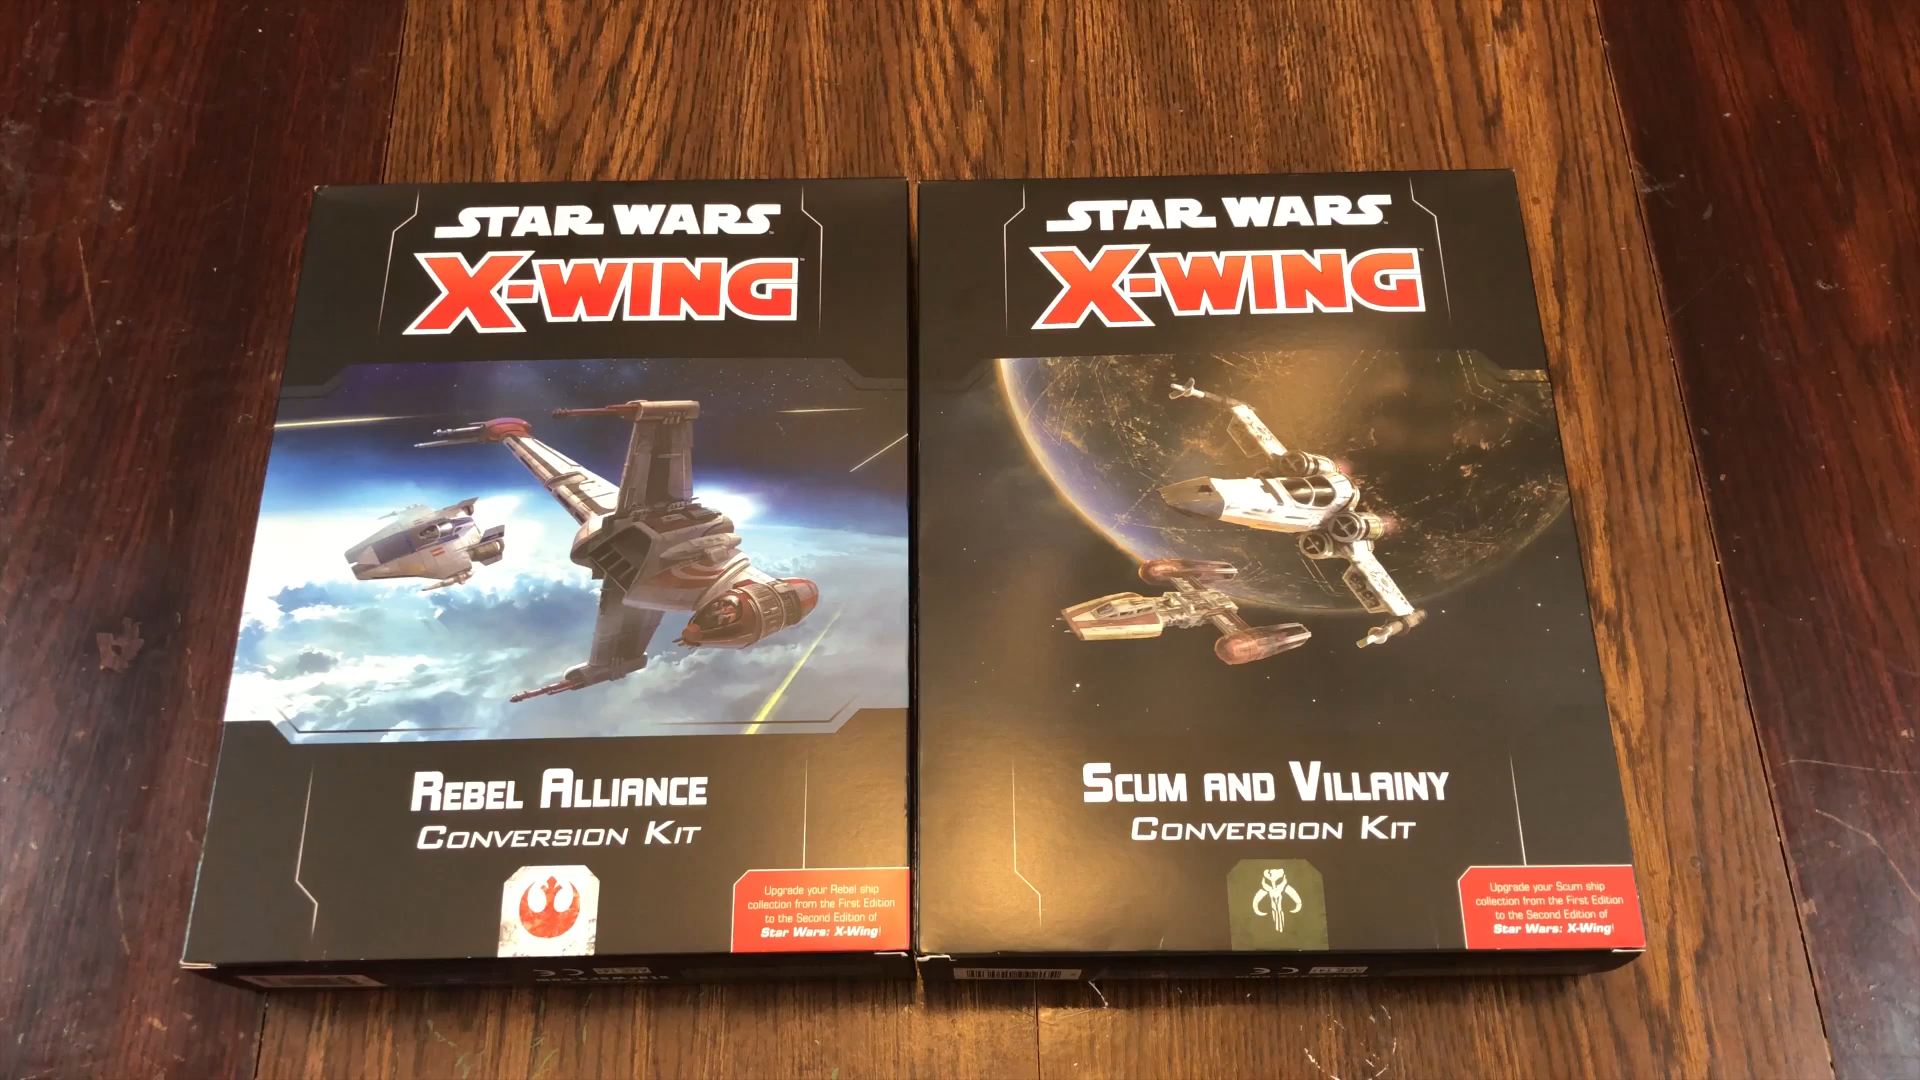 STAR WARS
X-WING
REBEL ALLIANCE
CONVERSION KIT
Upgrade your Rebel ship
collection from the First Edition
to the Second Edition of
Star Wars: X-Wing!
STAR WARS
X-WING
SCUM AND VILLAINY
CONVERSION KIT
Upgrade your Scum ship
collection from the First Edition
to the Second Edition of
Star Wars: X-Wing!